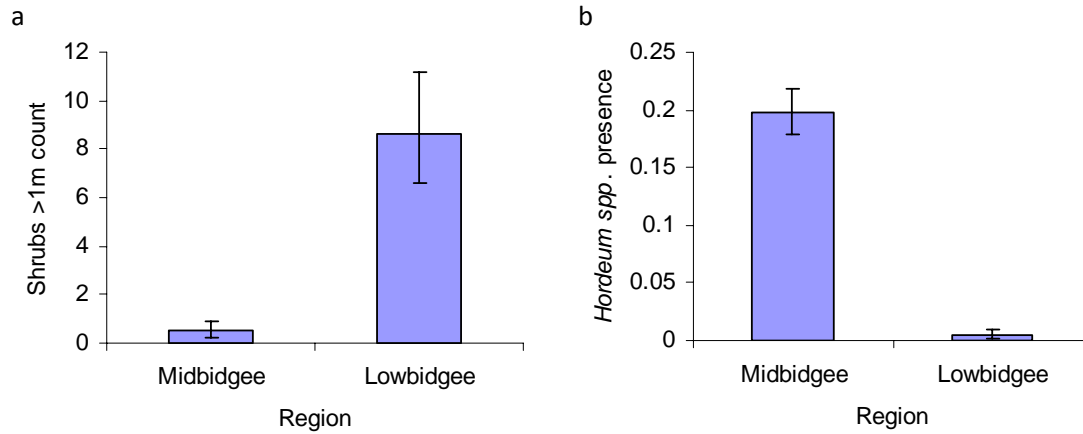 a
Shrubs >1m count
12
10
8
6
4
2
0
Midbidgee Lowbidgee
Region
b
Hordeum spp. presence
0.25
0.2
0.15
0.1
0.05
0
Midbidgee Lowbidgee
Region